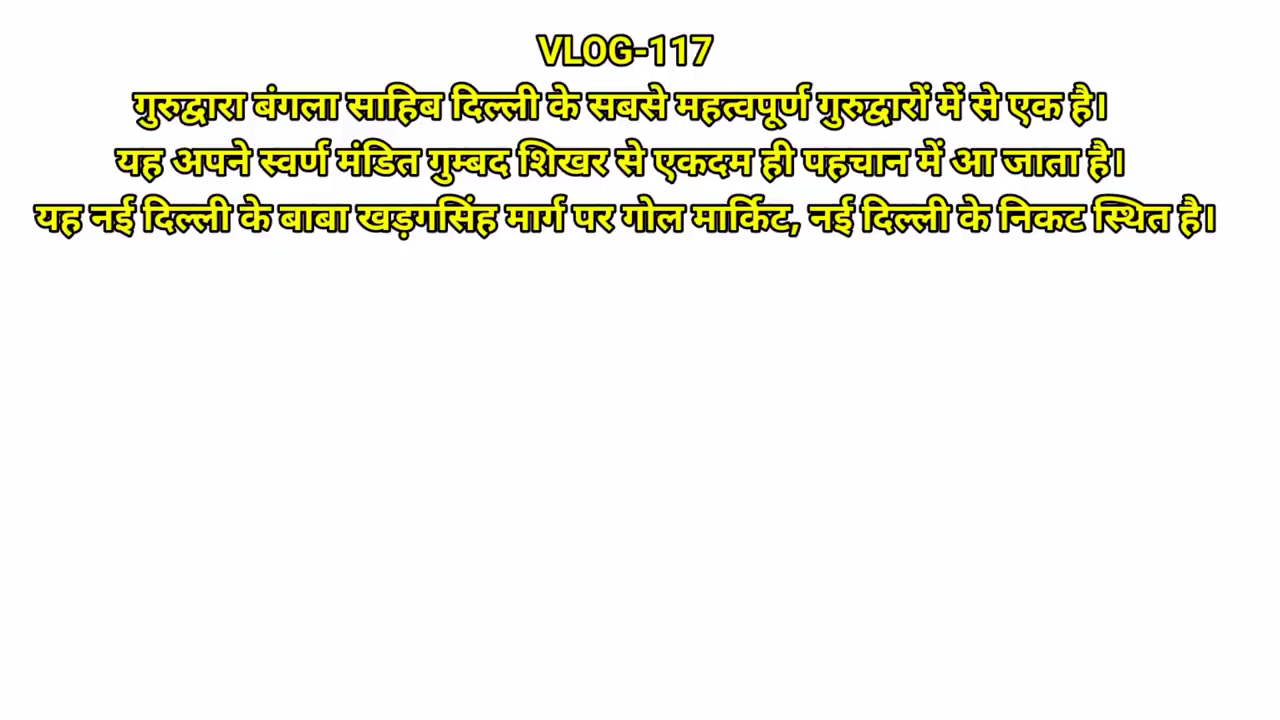 VLOG-117
गुरुद्वारा बंगला साहिब दिल्ली के सबसे महत्वपूर्ण गुरुद्वारों में से एक है।
यह अपने स्वर्ण मंडित गुम्बद शिखर से एकदम ही पहचान में आ जाता है।
यह नई दिल्ली के बाबा खड़गसिंह मार्ग पर गोल मार्किट, नई दिल्ली के निकट स्थित है।